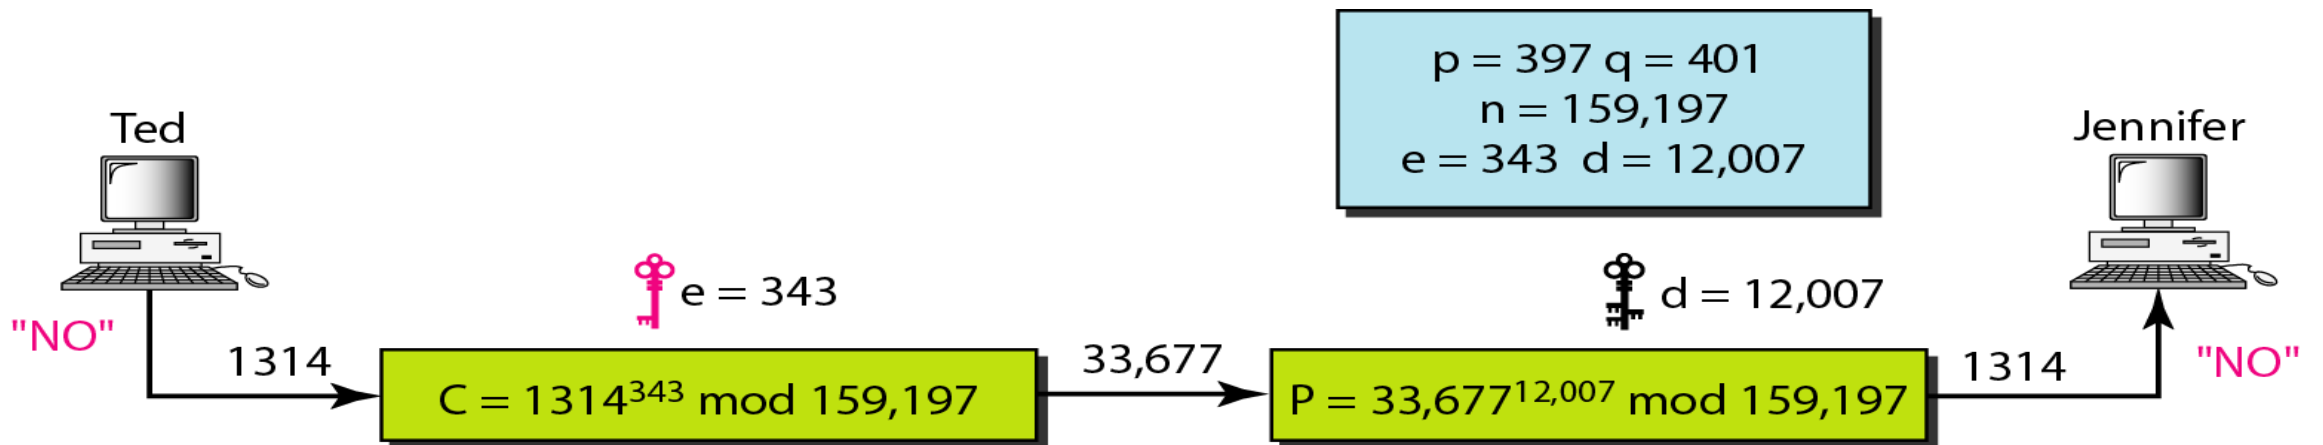 p = 397 q = 401
n = 159,197
e = 343 d = 12,007
Ted
Jennifer
e = 343
d = 12,007
"NO"
1314
C = 1314³⁴³ mod 159,197
33,677
P = 33,677¹²,⁰⁰⁷ mod 159,197
1314
"NO"